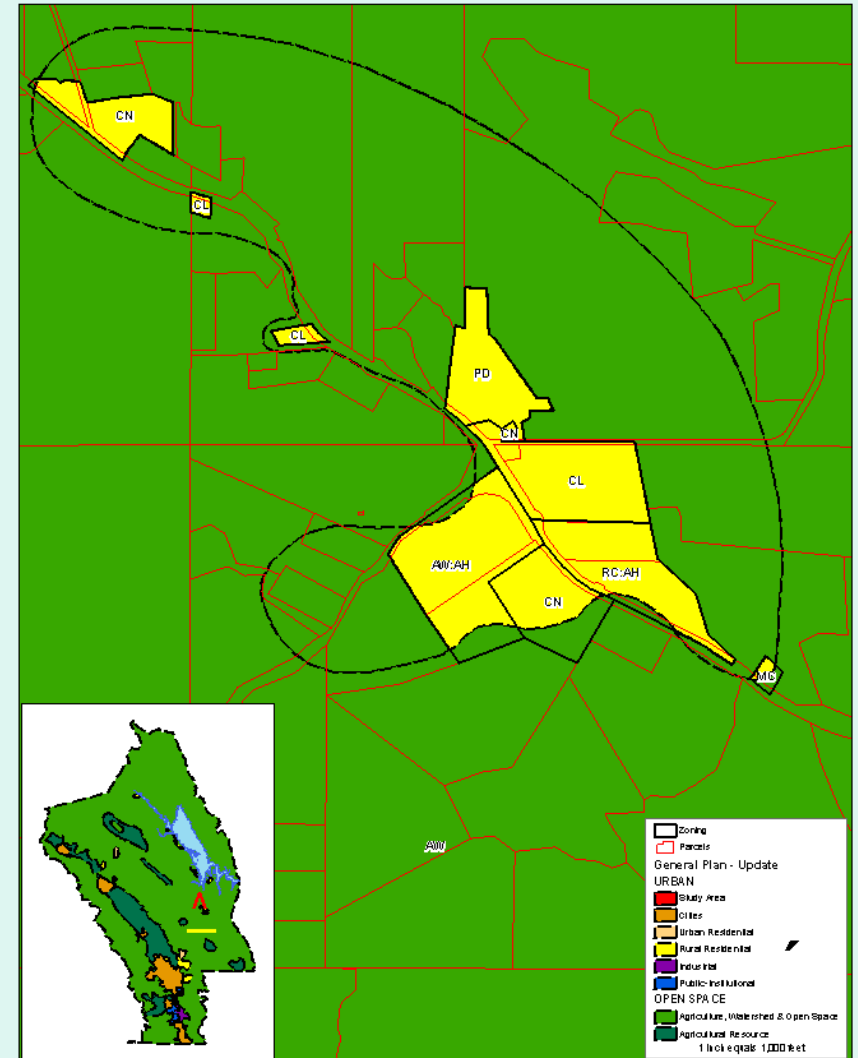 CN
CL
CL
PD
CN
CL
AW:AH
RC:AH
CN
MC
AW
Zoning
Parcels
General Plan - Update
URBAN
Study Area
Cities
Urban Residential
Rural Residential
Industrial
Public-Institutional
OPEN SPACE
Agriculture, Watershed & Open Space
Agricultural Resource
1 inch equals 1,000 feet